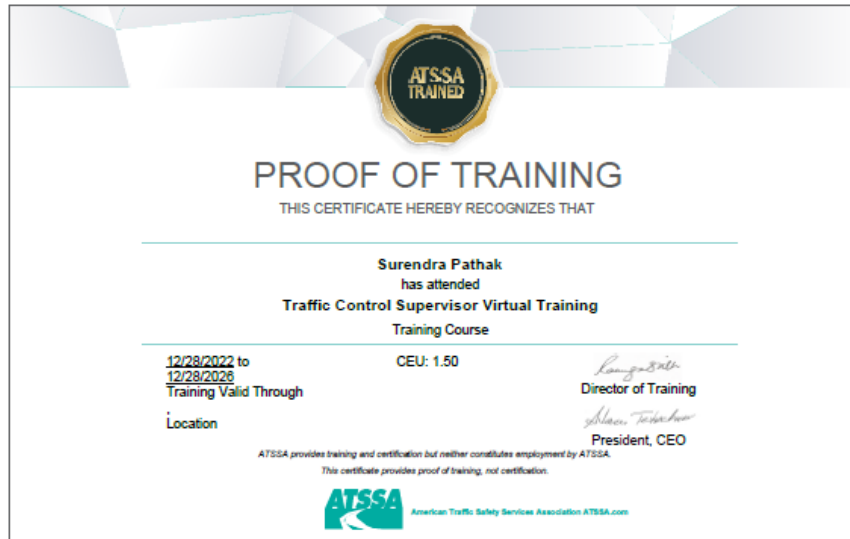 ATSSA
TRAINED
PROOF OF TRAINING
THIS CERTIFICATE HEREBY RECOGNIZES THAT
Surendra Pathak
has attended
Traffic Control Supervisor Virtual Training
Training Course
12/28/2022 to
12/28/2026
Training Valid Through
CEU: 1.50
Director of Training
,
Location
President, CEO
ATSSA provides training and certification but neither constitutes employment by ATSSA.
This certificate provides proof of training, not certification.
ATSSA
American Traffic Safety Services Association ATSSA.com